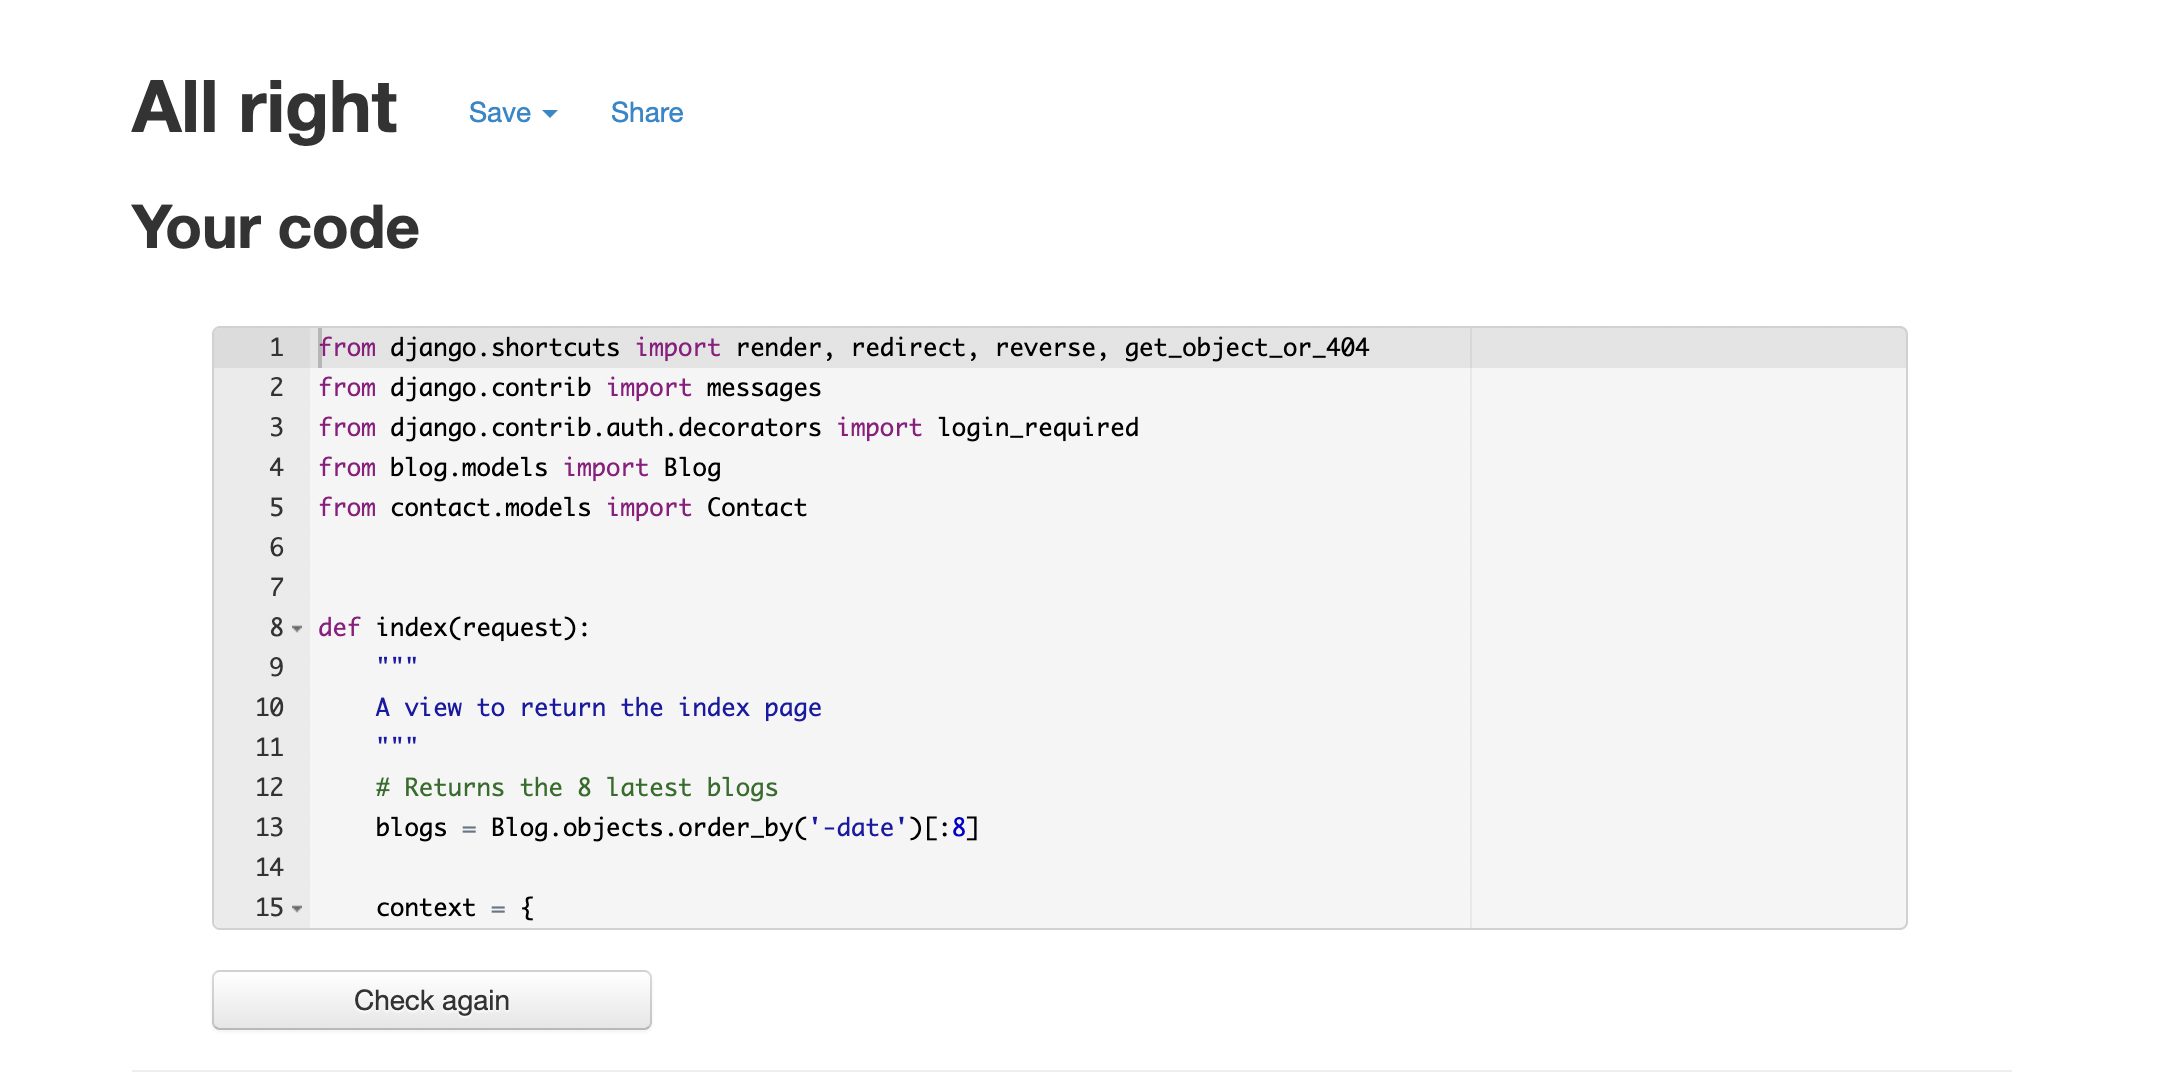 All right Save Share
Your code
1 from django.shortcuts import render, redirect, reverse, get_object_or_404
2 from django.contrib import messages
3 from django.contrib.auth.decorators import login_required
4 from blog.models import Blog
5 from contact.models import Contact
6
7
8 def index(request):
9     """
10     A view to return the index page
11     """
12     # Returns the 8 latest blogs
13     blogs = Blog.objects.order_by('-date')[:8]
14
15     context = {
Check again